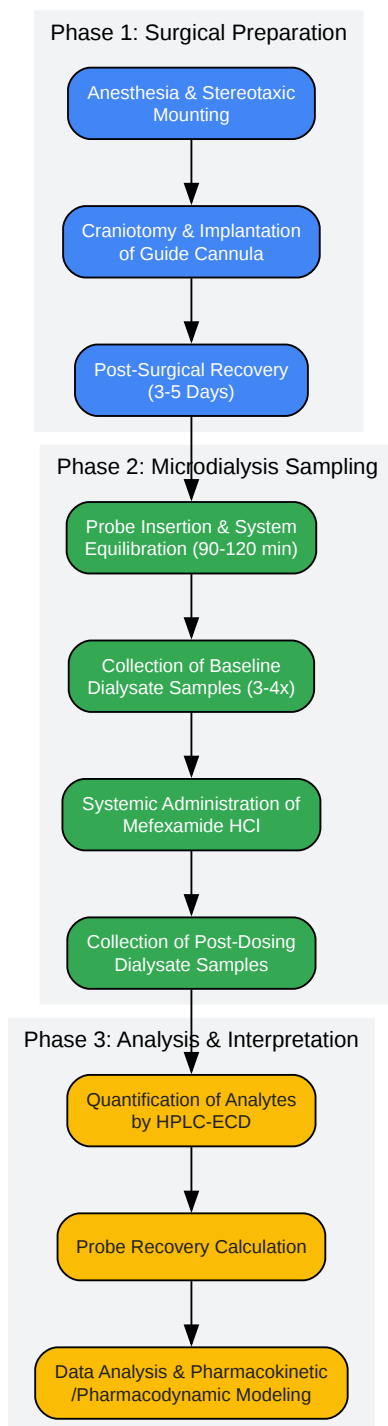 Phase 1: Surgical Preparation
Anesthesia & Stereotaxic
Mounting
Craniotomy & Implantation
of Guide Cannula
Post-Surgical Recovery
(3-5 Days)
Phase 2: Microdialysis Sampling
Probe Insertion & System
Equilibration (90-120 min)
Collection of Baseline
Dialysate Samples (3-4x)
Systemic Administration of
Mefexamide HCl
Collection of Post-Dosing
Dialysate Samples
Phase 3: Analysis & Interpretation
Quantification of Analytes
by HPLC-ECD
Probe Recovery Calculation
Data Analysis & Pharmacokinetic
/Pharmacodynamic Modeling